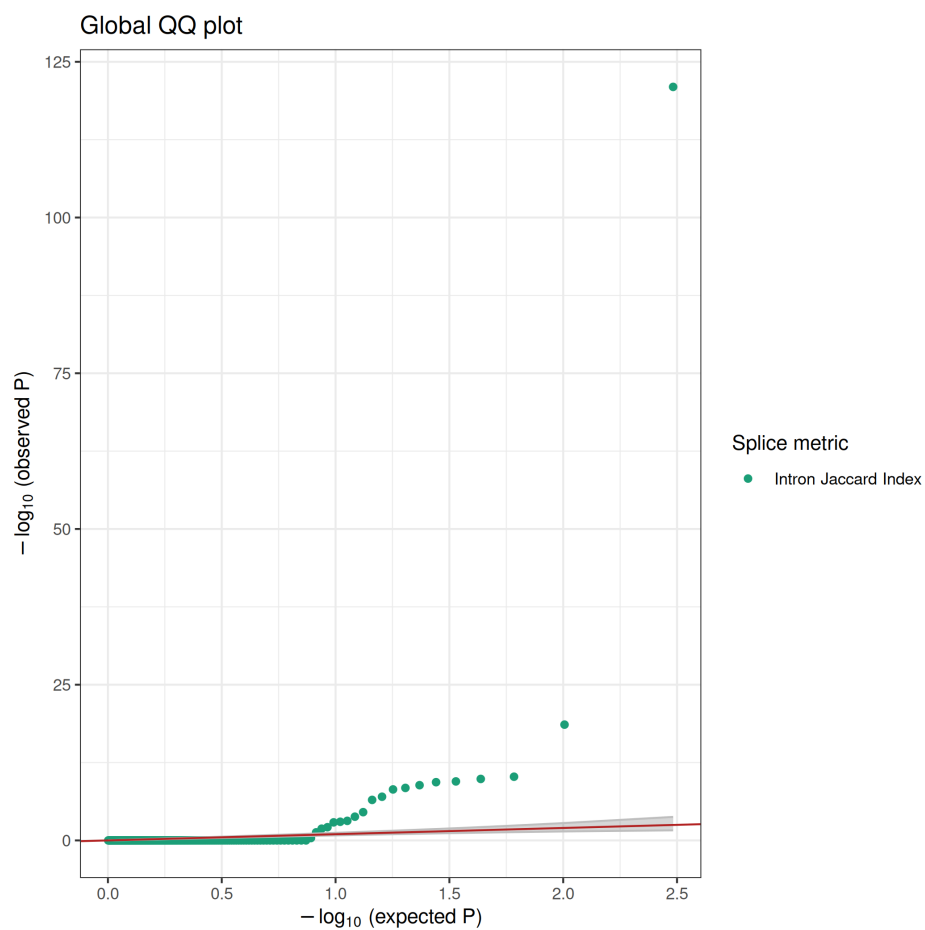 Global QQ plot
125
100
75
50
25
0
− log10 (observed P)
0.0 0.5 1.0 1.5 2.0 2.5
− log10 (expected P)
Splice metric
Intron Jaccard Index